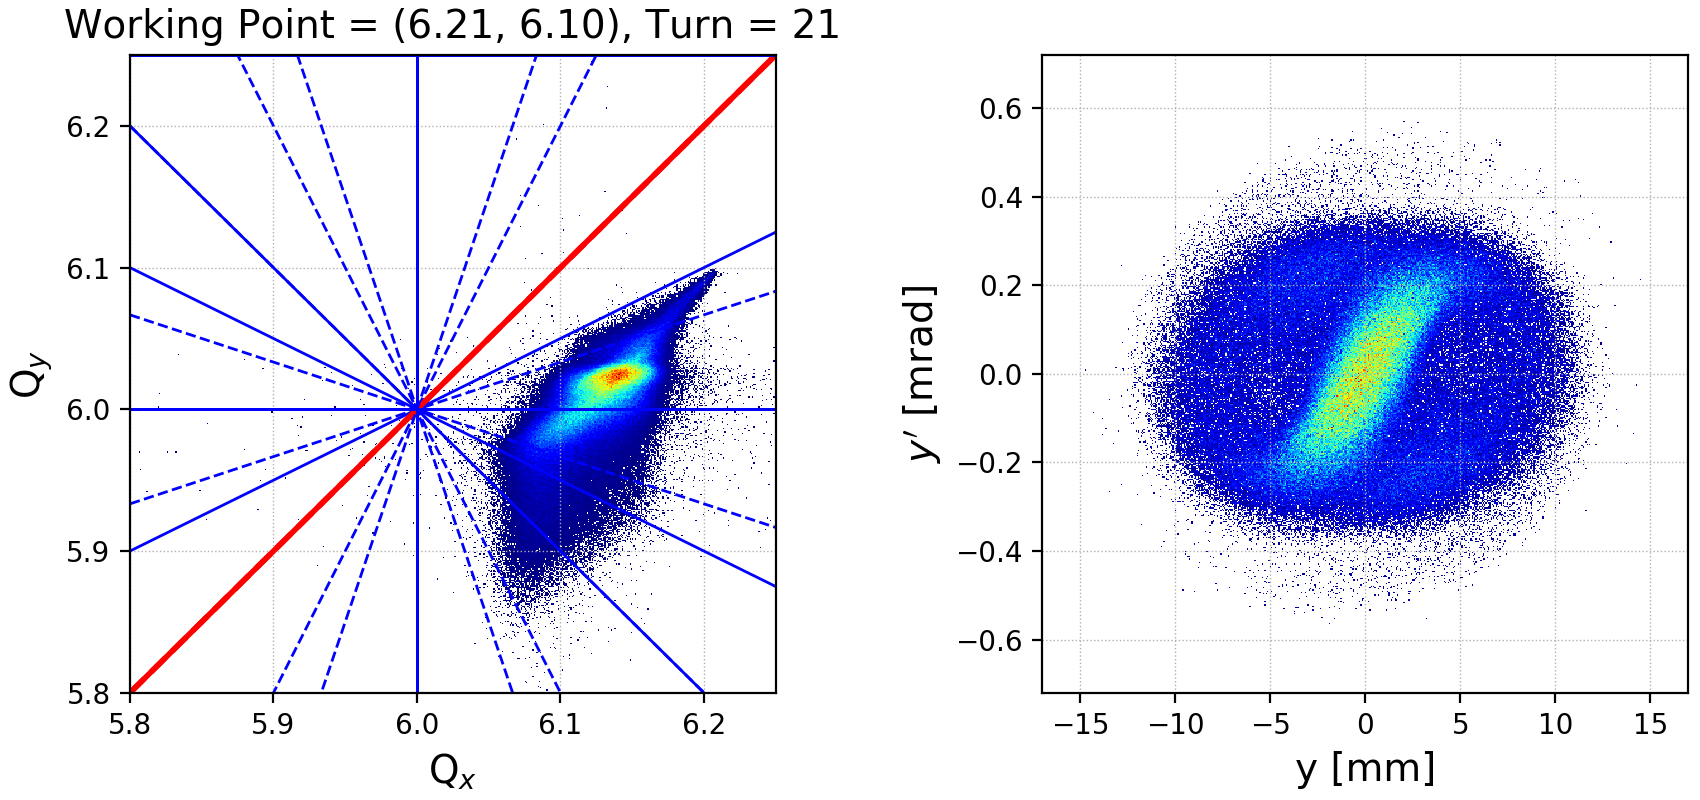 Working Point = (6.21, 6.10), Turn = 21
6.2
6.1
6.0
5.9
5.8
Q_y
5.8 5.9 6.0 6.1 6.2
Q_x
0.6
0.4
0.2
0.0
−0.2
−0.4
−0.6
y′ [mrad]
−15 −10 −5 0 5 10 15
y [mm]